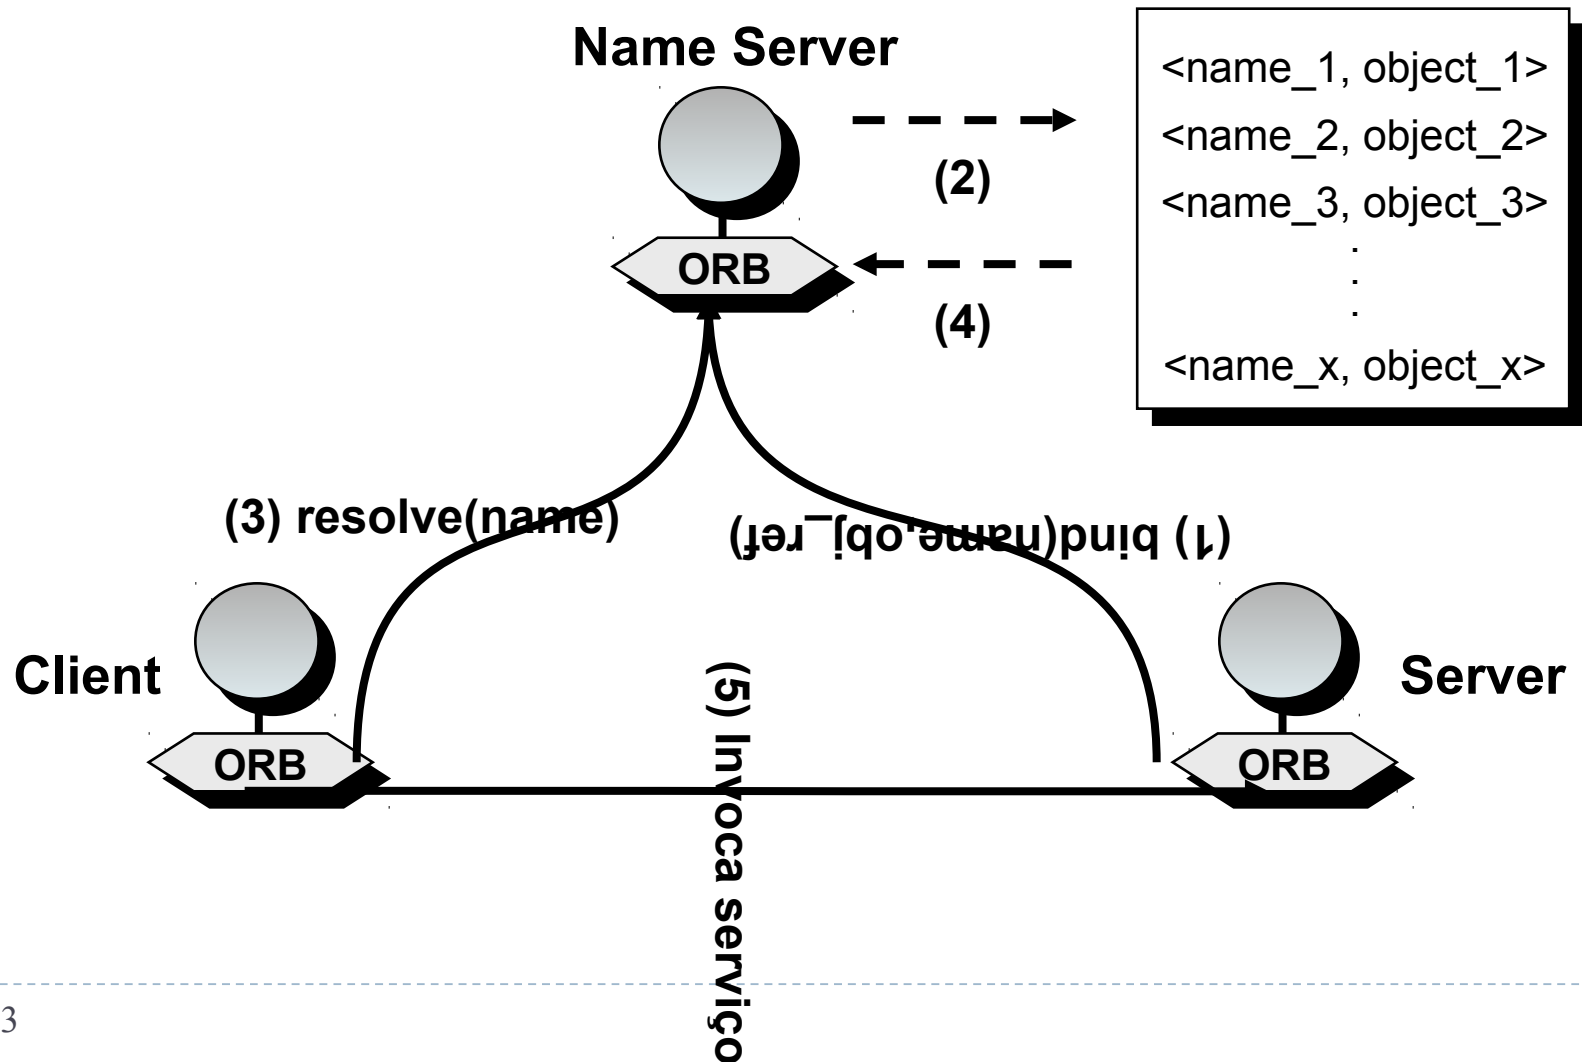 Name Server
<name_1, object_1>
<name_2, object_2>
<name_3, object_3>
.
.
.
<name_x, object_x>
(2)
ORB
(4)
(3) resolve(name)
(1) bind(name,obj_ref)
Client
Server
ORB
ORB
(5) Invoca serviço
3